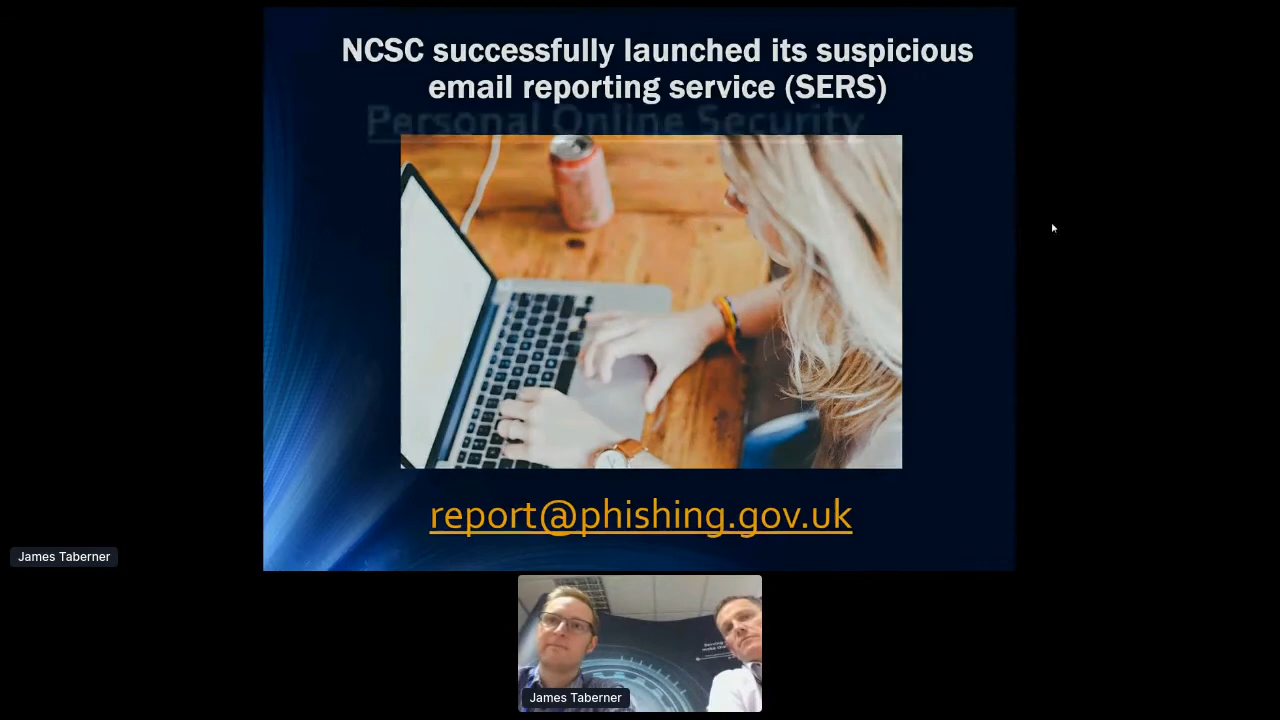 NCSC successfully launched its suspicious
email reporting service (SERS)
Personal Online Security
report@phishing.gov.uk
James Taberner
James Taberner